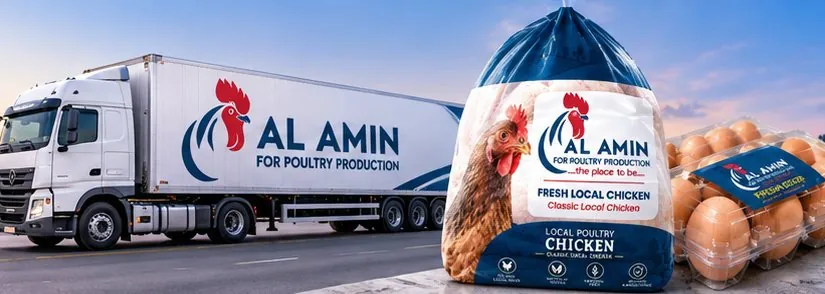 AL AMIN
FOR POULTRY PRODUCTION
AL AMIN
FOR POULTRY PRODUCTION
...the place to be...
FRESH LOCAL CHICKEN
Classic Local Chicken
LOCAL POULTRY
CHICKEN
AL AMIN